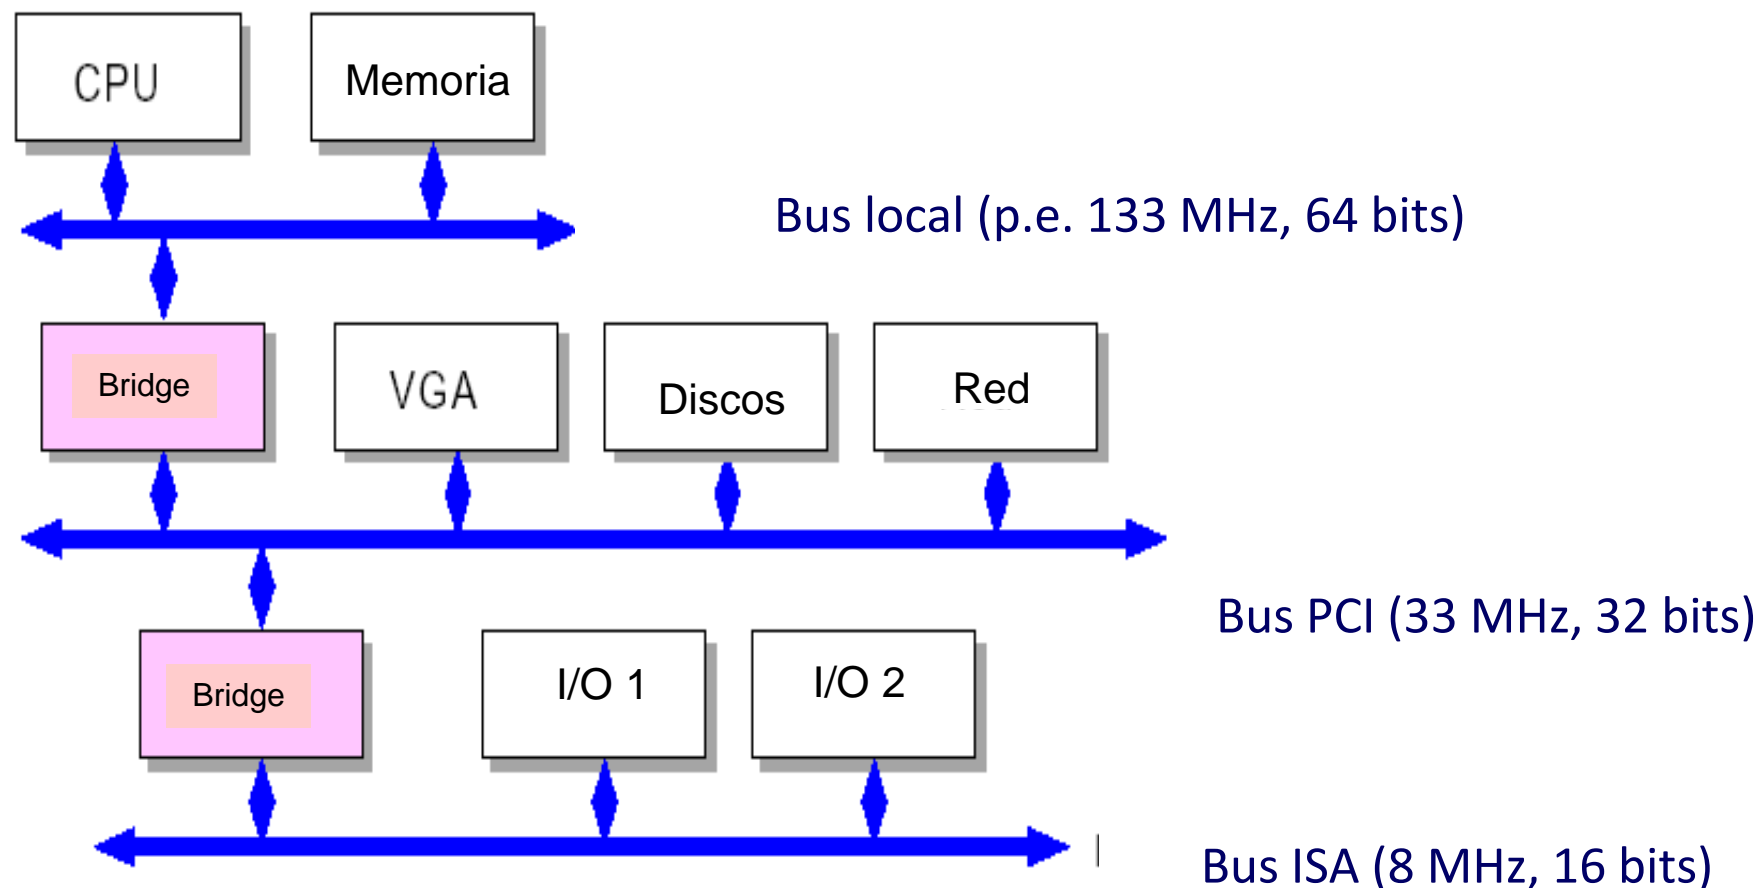 CPU
Memoria
Bus local (p.e. 133 MHz, 64 bits)
Bridge
VGA
Discos
Red
Bus PCI (33 MHz, 32 bits)
Bridge
I/O 1
I/O 2
Bus ISA (8 MHz, 16 bits)